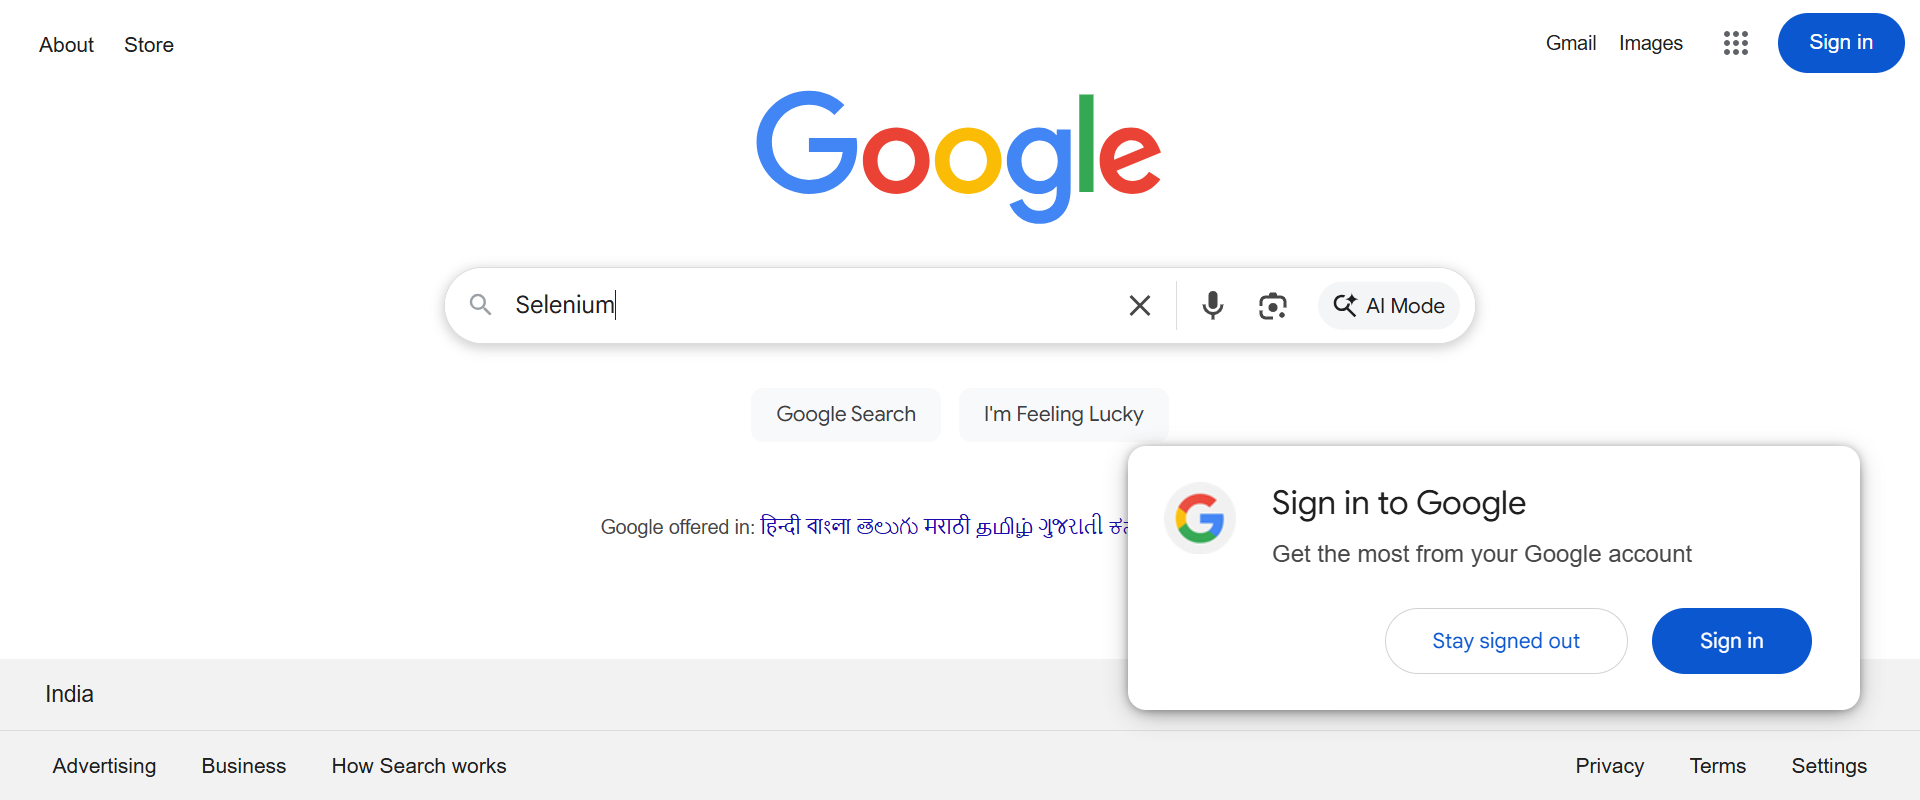 About Store Gmail Images Sign in
Google
Selenium AI Mode
Google Search I'm Feeling Lucky
Google offered in: हिन्दी বাংলা తెలుగు मराठी தமிழ் ગુજરાતી
Sign in to Google
Get the most from your Google account
Stay signed out Sign in
India
Advertising Business How Search works Privacy Terms Settings